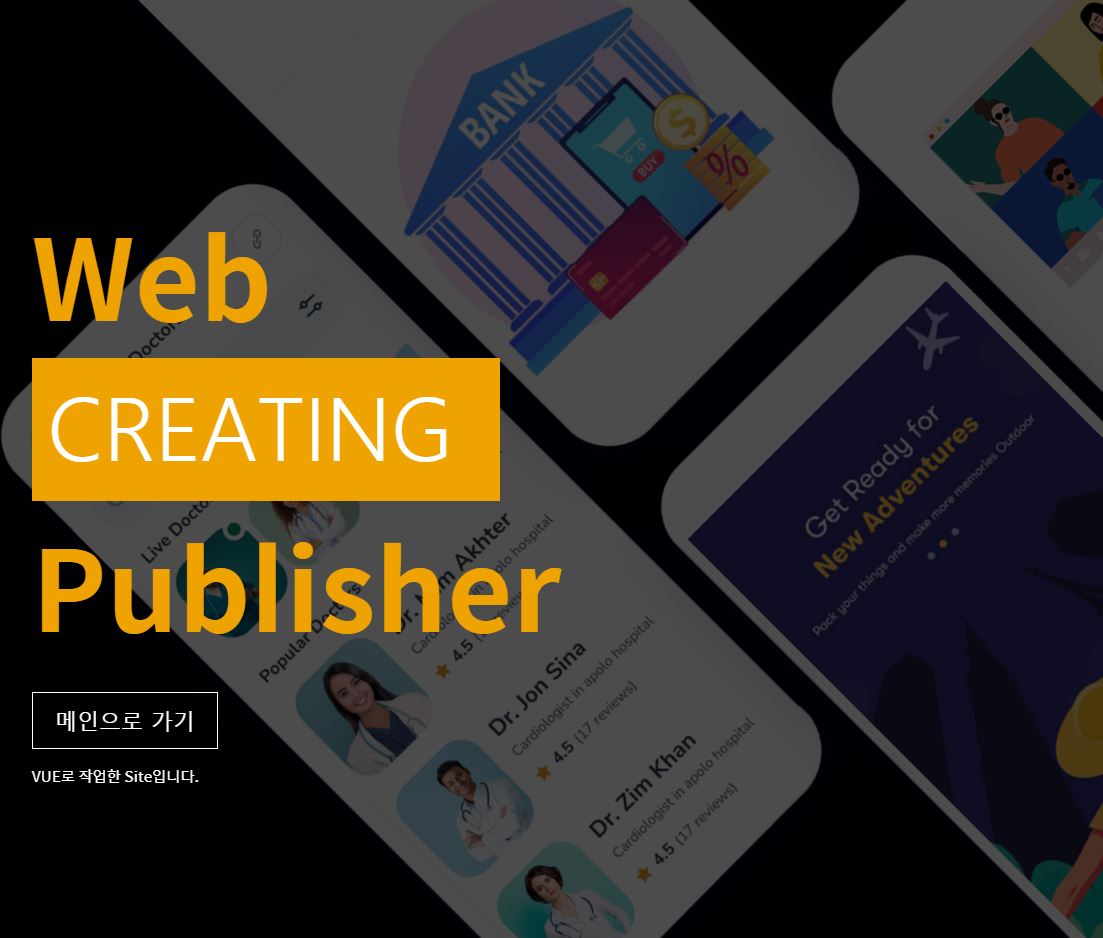 BANK
BUY
$
%
Web
CREATING
Publisher
Get Ready for
New Adventures
Pack your things and make more memories Outdoor
Live Docto
Popular Doctors
Akhter
Cardiologist in apolo hospital
4.5
Dr. Jon Sina
Cardiologist in apolo hospital
4.5 (17 reviews)
Dr. Zim Khan
Cardiologist in apolo hospital
4.5 (17 reviews)
메인으로 가기
VUE로 작업한 Site입니다.